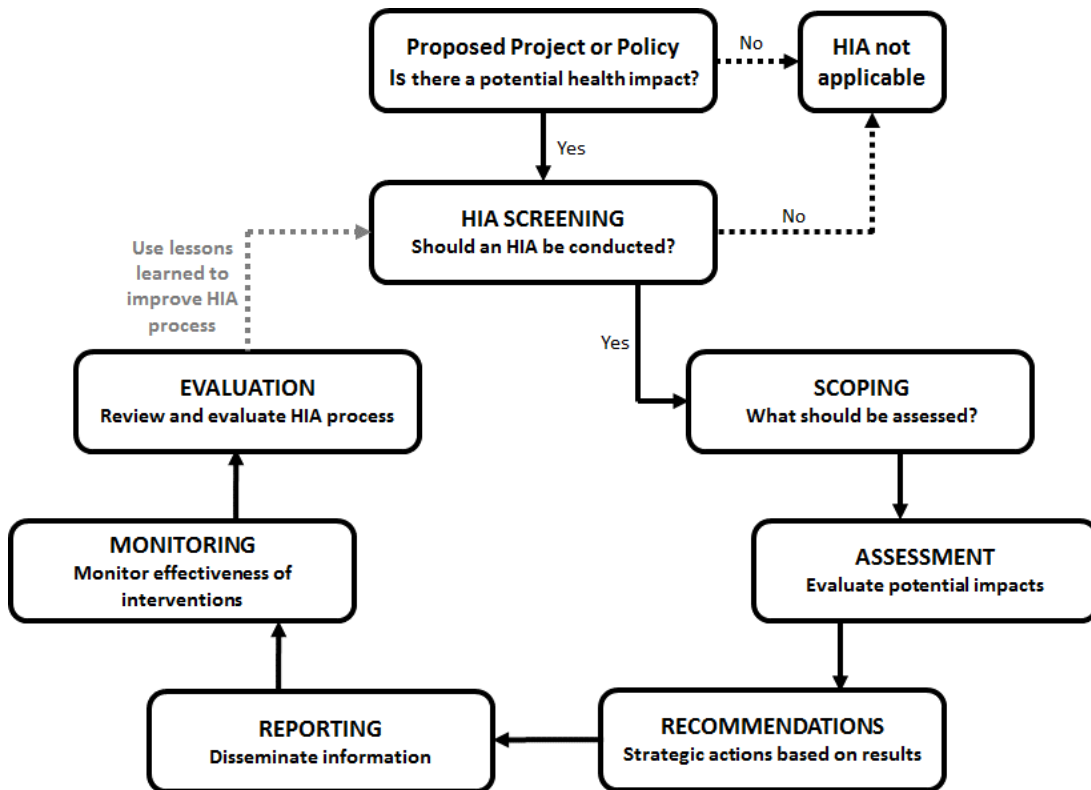 Proposed Project or Policy
Is there a potential health impact?
No
HIA not
applicable
Yes
HIA SCREENING
Should an HIA be conducted?
No
Use lessons
learned to
improve HIA
process
Yes
EVALUATION
Review and evaluate HIA process
SCOPING
What should be assessed?
MONITORING
Monitor effectiveness of
interventions
ASSESSMENT
Evaluate potential impacts
REPORTING
Disseminate information
RECOMMENDATIONS
Strategic actions based on results